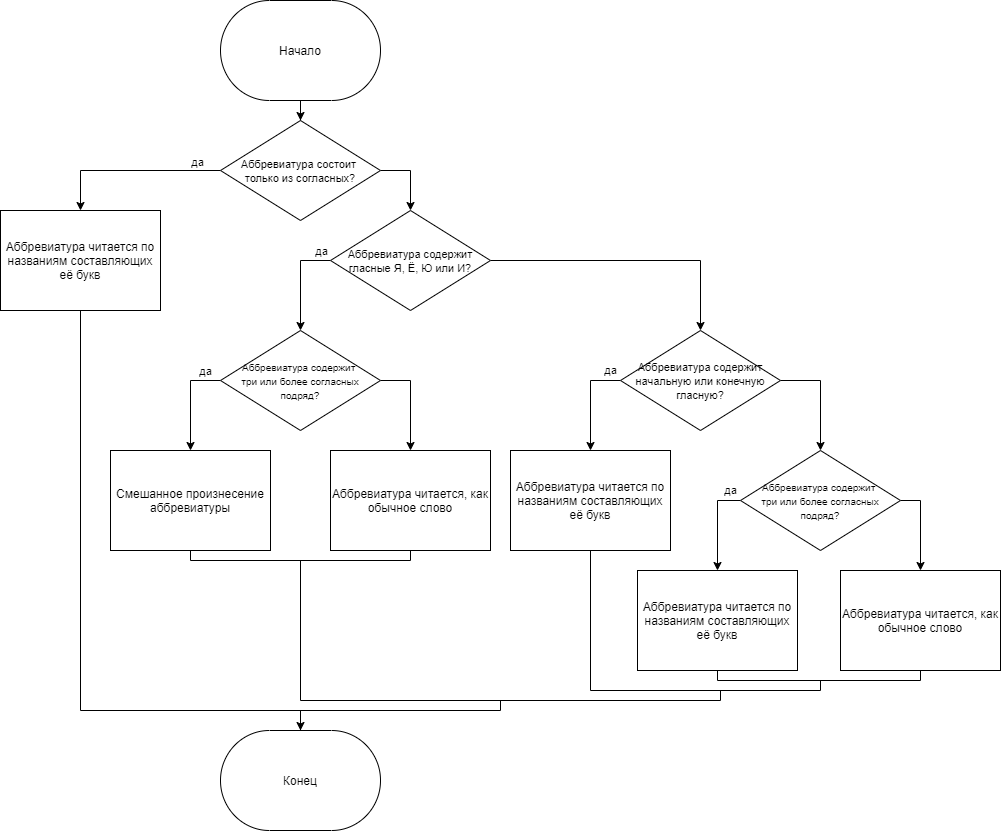 Начало
Аббревиатура состоит
только из согласных?
да
Аббревиатура читается по
названиям составляющих
её букв
да
Аббревиатура содержит
гласные Я, Ё, Ю или И?
да
Аббревиатура содержит
три или более согласных
подряд?
да
Аббревиатура содержит
начальную или конечную
гласную?
Смешанное произнесение
аббревиатуры
Аббревиатура читается, как
обычное слово
Аббревиатура читается по
названиям составляющих
её букв
да
Аббревиатура содержит
три или более согласных
подряд?
Аббревиатура читается по
названиям составляющих
её букв
Аббревиатура читается, как
обычное слово
Конец